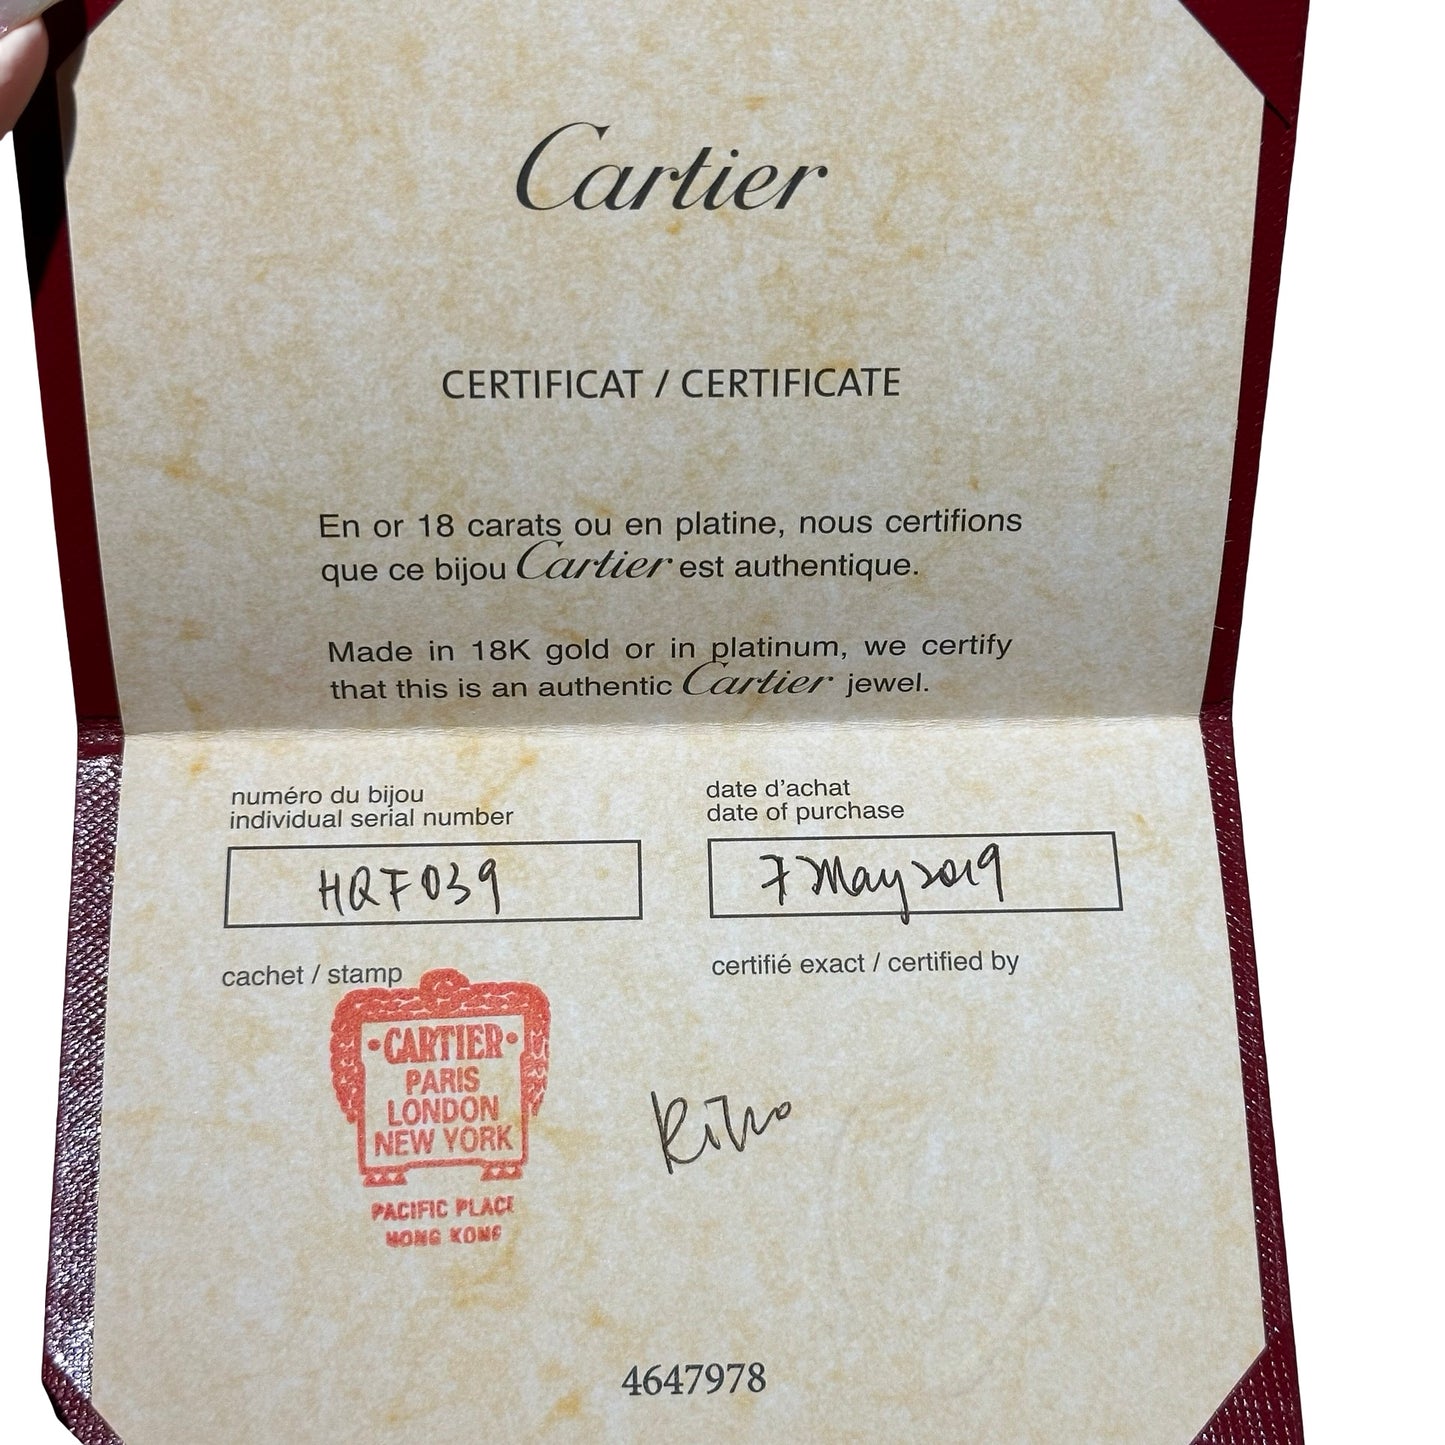 Cartier
CERTIFICAT / CERTIFICATE
En or 18 carats ou en platine, nous certifions
que ce bijou Cartier est authentique.
Made in 18K gold or in platinum, we certify
that this is an authentic Cartier jewel.
numéro du bijou
individual serial number
HQF039
date d'achat
date of purchase
7 May 2019
cachet / stamp
certifié exact / certified by
• CARTIER •
PARIS
LONDON
NEW YORK
PACIFIC PLACE
HONG KONG
4647978